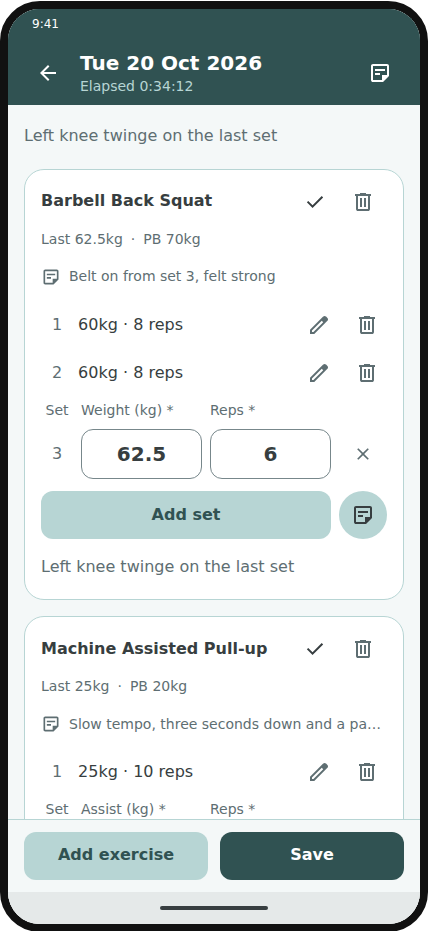 9:41
Tue 20 Oct 2026
Elapsed 0:34:12
Left knee twinge on the last set
Barbell Back Squat
Last 62.5kg · PB 70kg
Belt on from set 3, felt strong
1 60kg · 8 reps
2 60kg · 8 reps
Set Weight (kg) * Reps *
3 62.5 6
Add set
Left knee twinge on the last set
Machine Assisted Pull-up
Last 25kg · PB 20kg
Slow tempo, three seconds down and a pa…
1 25kg · 10 reps
Set Assist (kg) * Reps *
Add exercise Save